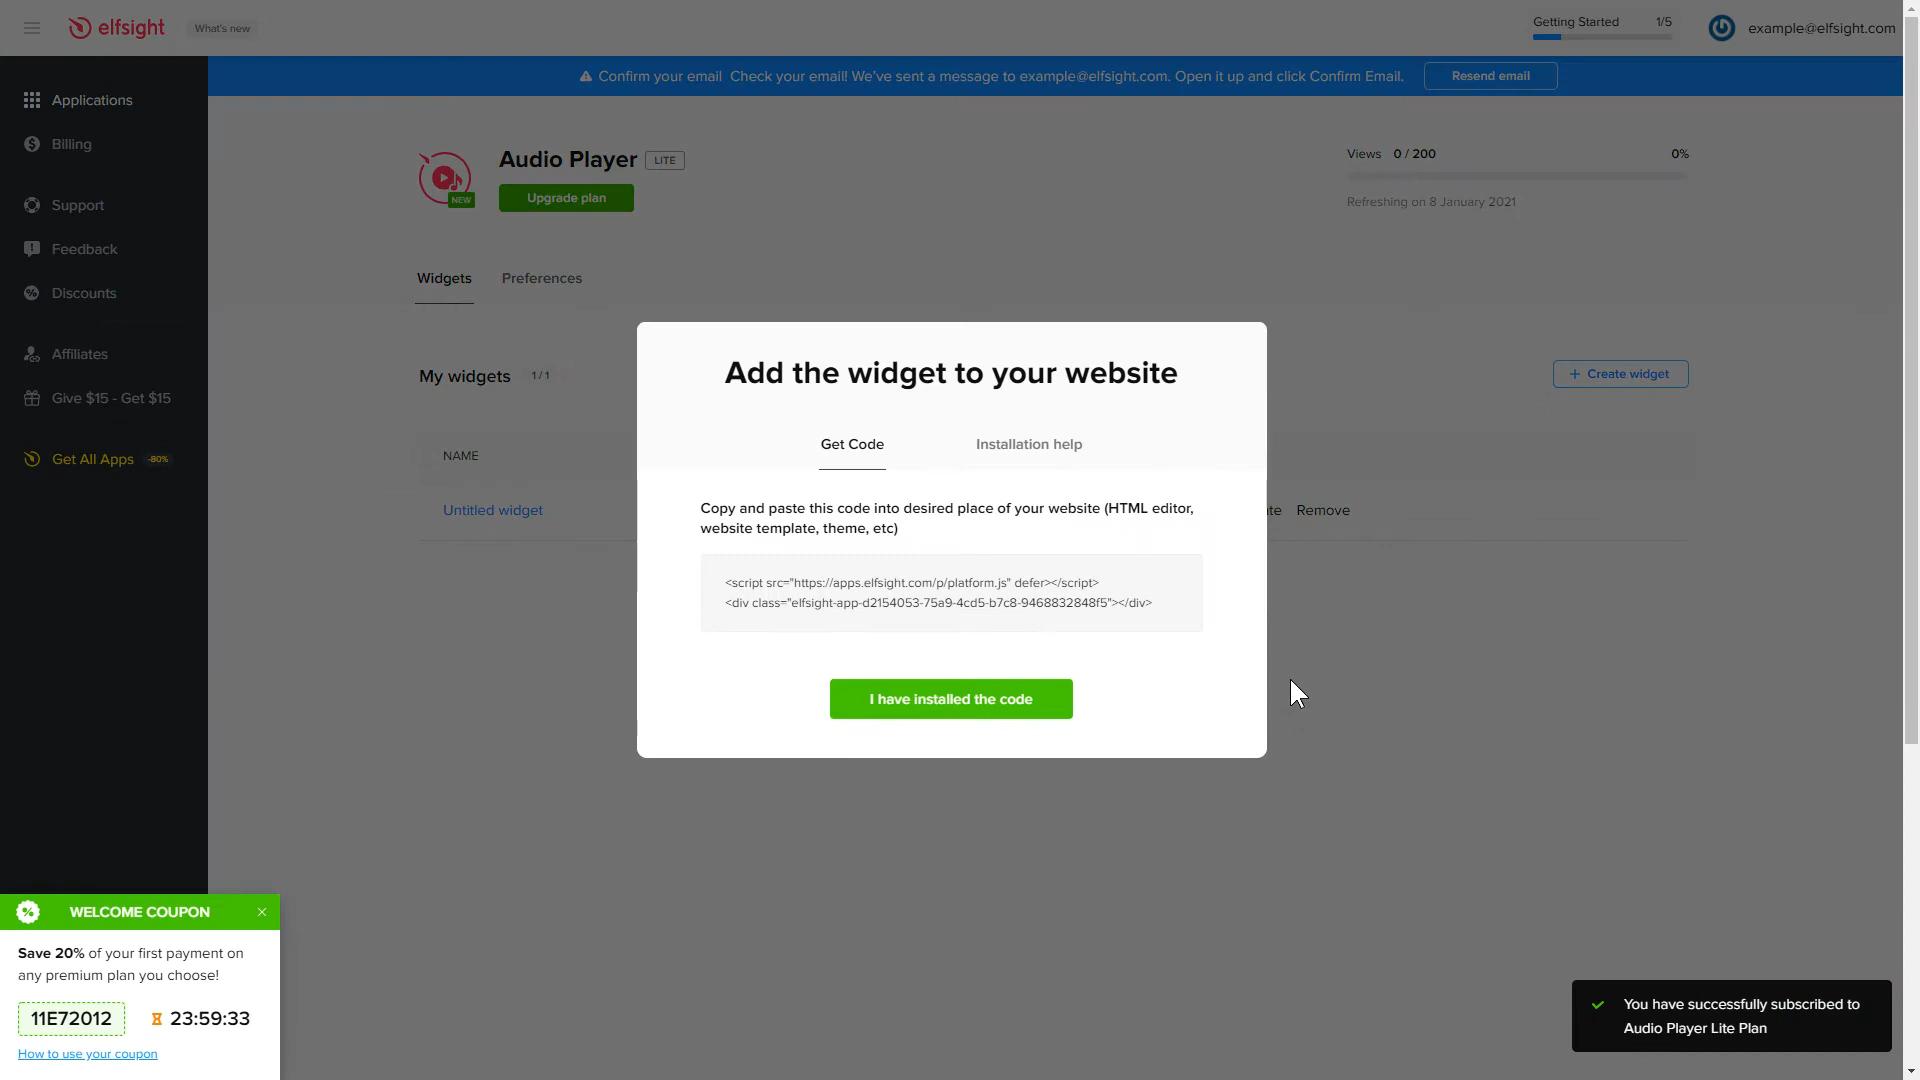 elfsight
What's new
Getting Started 1/5
example@elfsight.com
Confirm your email Check your email! We've sent a message to example@elfsight.com. Open it up and click Confirm Email.
Resend email
Applications
Billing
Support
Feedback
Discounts
Affiliates
Give $15 - Get $15
Get All Apps -80%
Audio Player LITE
NEW
Upgrade plan
Views 0 / 200 0%
Refreshing on 8 January 2021
Widgets Preferences
My widgets 1 / 1
Create widget
NAME
Untitled widget
te Remove
Add the widget to your website
Get Code Installation help
Copy and paste this code into desired place of your website (HTML editor,
website template, theme, etc)
<script src="https://apps.elfsight.com/p/platform.js" defer></script>
<div class="elfsight-app-d2154053-75a9-4cd5-b7c8-9468832848f5"></div>
I have installed the code
WELCOME COUPON
Save 20% of your first payment on
any premium plan you choose!
11E72012 23:59:33
How to use your coupon
You have successfully subscribed to
Audio Player Lite Plan